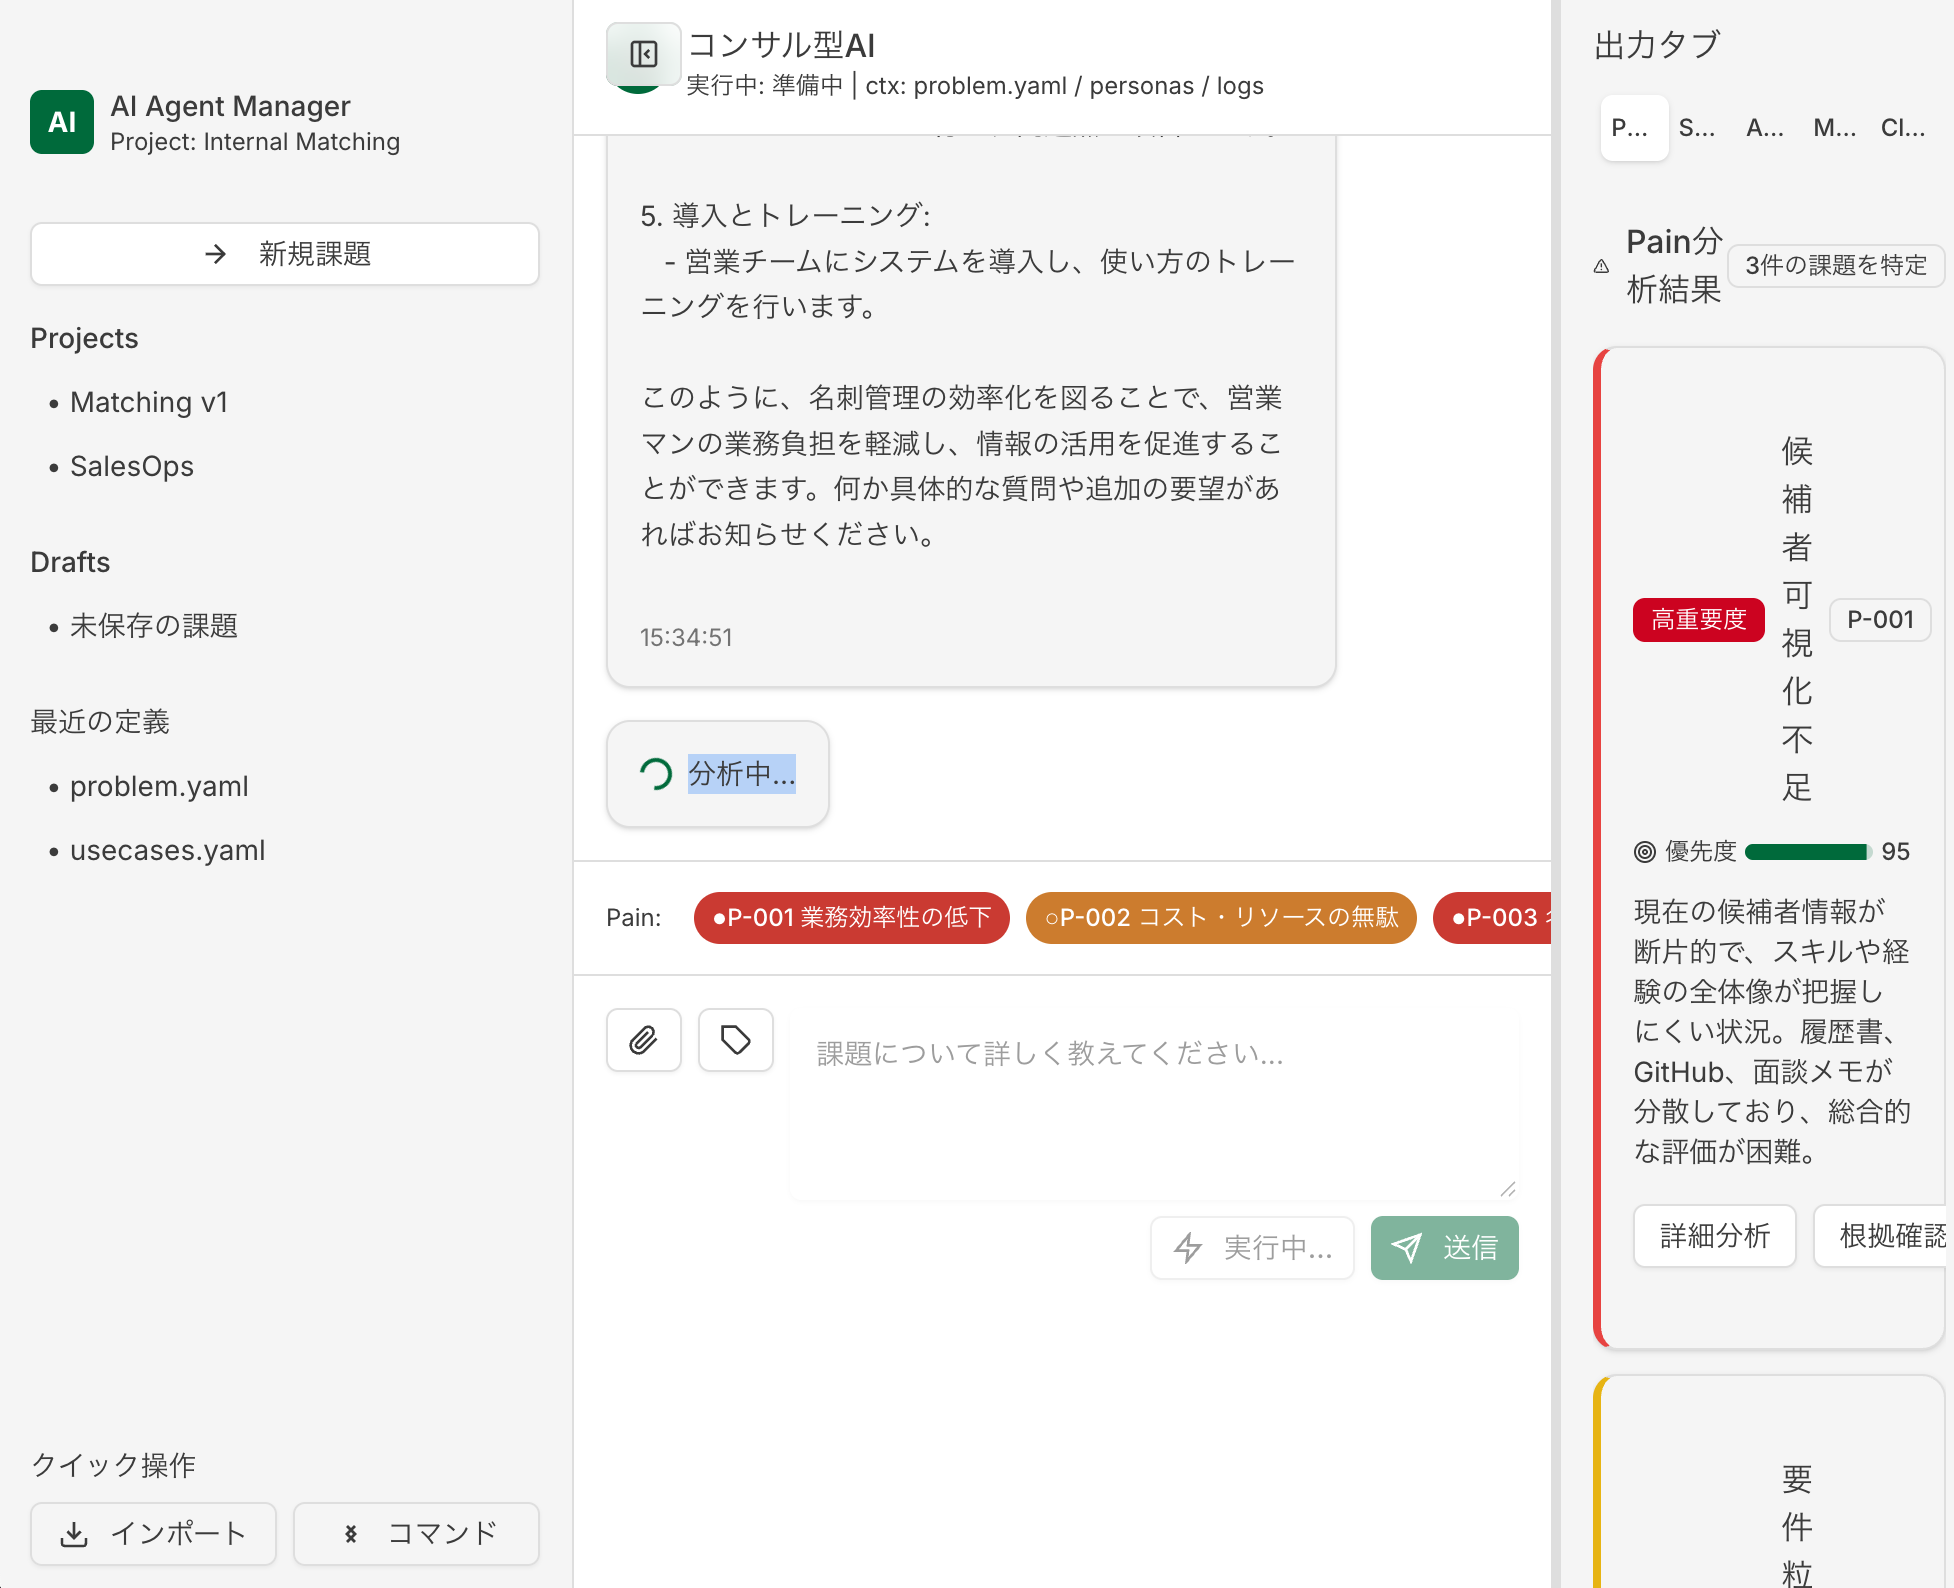 AI
AI Agent Manager
Project: Internal Matching
→ 新規課題
Projects
• Matching v1
• SalesOps
Drafts
• 未保存の課題
最近の定義
• problem.yaml
• usecases.yaml
クイック操作
インポート
コマンド
コンサル型AI
実行中: 準備中 | ctx: problem.yaml / personas / logs
5. 導入とトレーニング:
- 営業チームにシステムを導入し、使い方のトレー
ニングを行います。
このように、名刺管理の効率化を図ることで、営業
マンの業務負担を軽減し、情報の活用を促進するこ
とができます。何か具体的な質問や追加の要望があ
ればお知らせください。
15:34:51
分析中...
Pain:
●P-001 業務効率性の低下
○P-002 コスト・リソースの無駄
●P-003
課題について詳しく教えてください...
実行中...
送信
出力タブ
P...
S...
A...
M...
Cl...
Pain分
析結果
3件の課題を特定
高重要度
候補者可視化不足
P-001
優先度
95
現在の候補者情報が
断片的で、スキルや経
験の全体像が把握し
にくい状況。履歴書、
GitHub、面談メモが
分散しており、総合的
な評価が困難。
詳細分析
根拠確認
要件粒